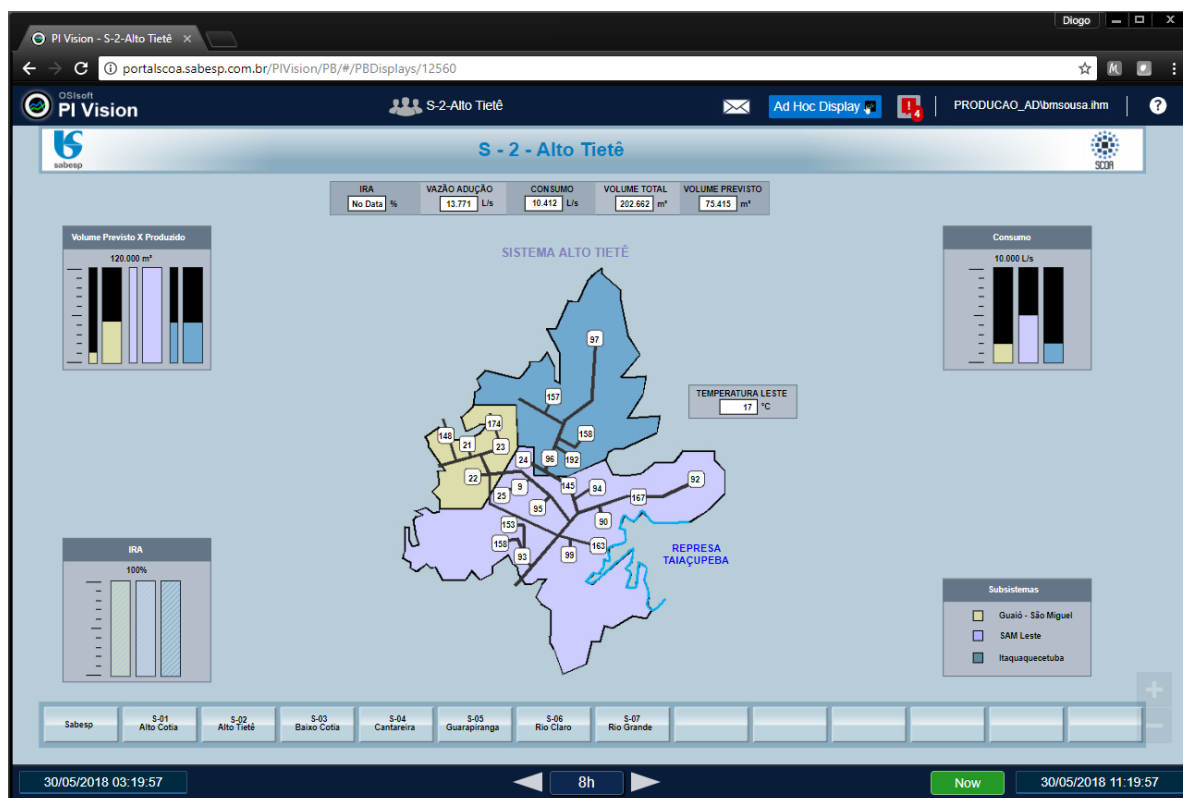 Diogo
PI Vision - S-2-Alto Tietê
portalscoa.sabesp.com.br/PIVision/PB/#/PBDisplays/12560
OSIsoft
PI Vision
S-2-Alto Tietê
Ad Hoc Display
4
PRODUCAO_AD\bmsousa.ihm
?
sabesp
S - 2 - Alto Tietê
SCOA
IRA
No Data %
VAZÃO ADUÇÃO
13.771 L/s
CONSUMO
10.412 L/s
VOLUME TOTAL
202.662 m³
VOLUME PREVISTO
75.415 m³
Volume Previsto X Produzido
120.000 m³
SISTEMA ALTO TIETÊ
Consumo
10.000 L/s
TEMPERATURA LESTE
17 °C
97
157
174
148
21
23
158
24
96
192
22
9
145
94
92
25
167
95
90
153
158
93
99
163
REPRESA
TAIAÇUPEBA
IRA
100%
Subsistemas
Guaió - São Miguel
SAM Leste
Itaquaquecetuba
Sabesp
S-01
Alto Cotia
S-02
Alto Tietê
S-03
Baixo Cotia
S-04
Cantareira
S-05
Guarapiranga
S-06
Rio Claro
S-07
Rio Grande
30/05/2018 03:19:57
8h
Now
30/05/2018 11:19:57